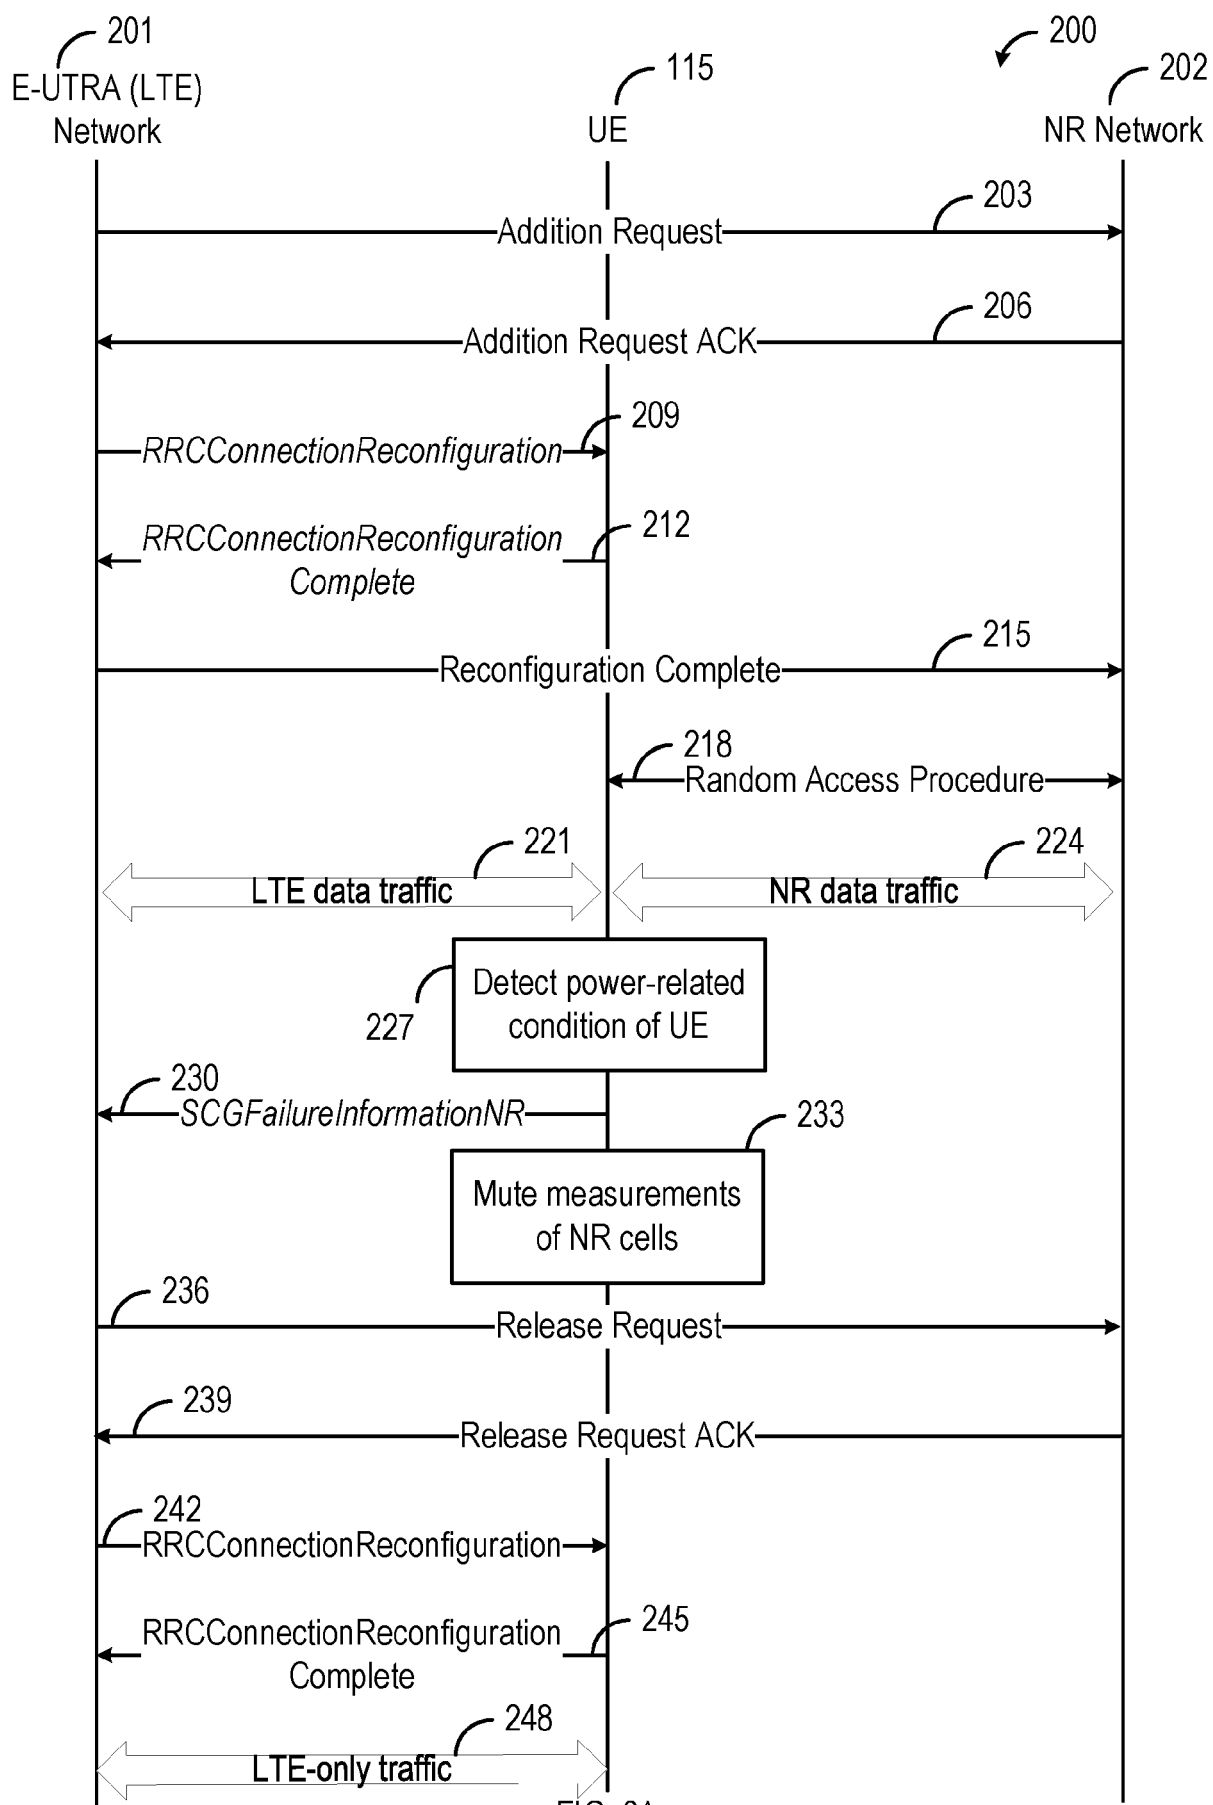 201
200
E-UTRA (LTE)
Network
115
UE
202
NR Network
203
Addition Request
206
Addition Request ACK
209
RRCConnectionReconfiguration
212
RRCConnectionReconfiguration
Complete
215
Reconfiguration Complete
218
Random Access Procedure
221
LTE data traffic
224
NR data traffic
Detect power-related
condition of UE
227
230
SCGFailureInformationNR
233
Mute measurements
of NR cells
236
Release Request
239
Release Request ACK
242
RRCConnectionReconfiguration
245
RRCConnectionReconfiguration
Complete
248
LTE-only traffic